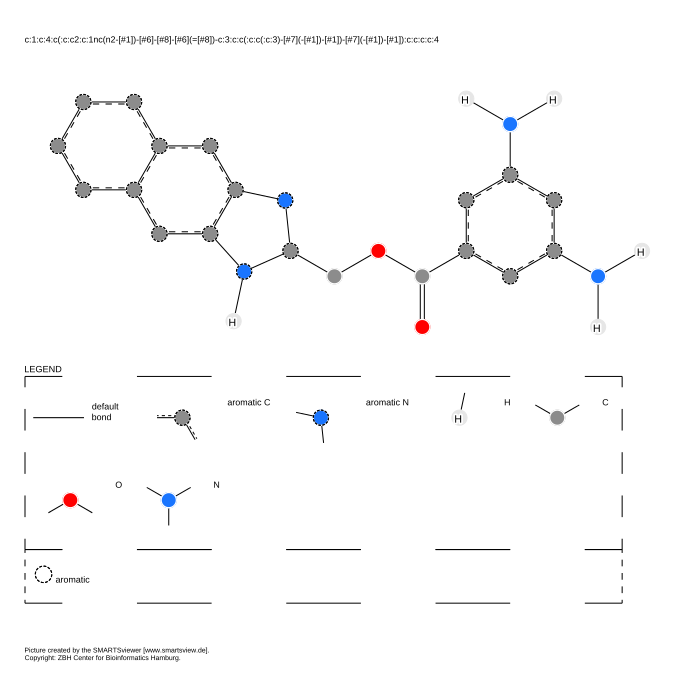 c:1:c:4:c(:c:c2:c:1nc(n2-[#1])-[#6]-[#8]-[#6](=[#8])-c:3:c:c(:c:c(:c:3)-[#7](-[#1])-[#1])-[#7](-[#1])-[#1]):c:c:c:c:4
H H
H
H
H
LEGEND
default
bond
aromatic C
aromatic N
H
C
O
N
aromatic
Picture created by the SMARTSviewer [www.smartsview.de].
Copyright: ZBH Center for Bioinformatics Hamburg.